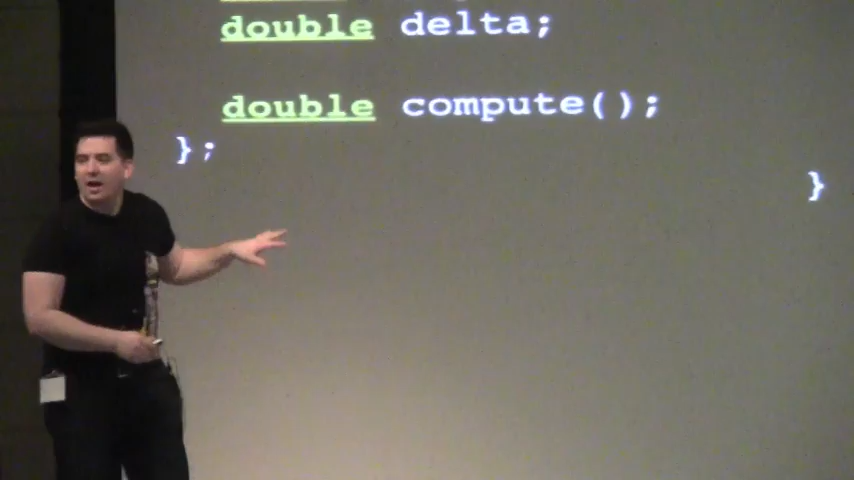 double delta;
double compute();
};
}